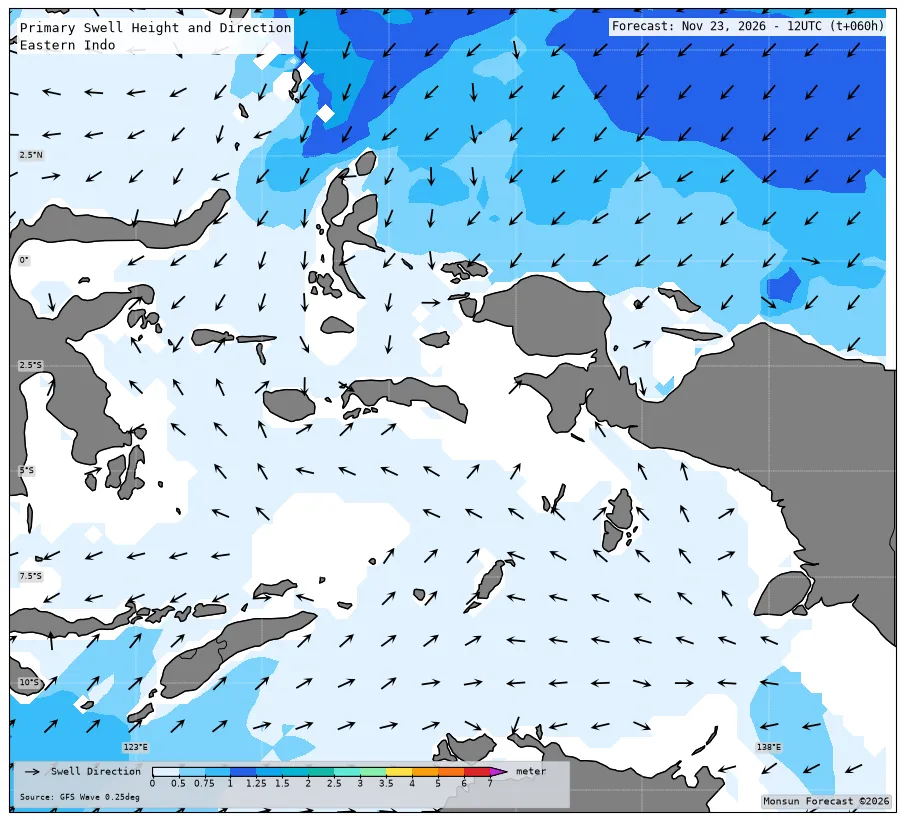 Primary Swell Height and Direction
Eastern Indo
Forecast: Nov 23, 2026 - 12UTC (t+060h)
2.5°N
0°
2.5°S
5°S
7.5°S
10°S
123°E
138°E
Swell Direction
0 0.5 0.75 1 1.25 1.5 2 2.5 3 3.5 4 5 6 7
meter
Source: GFS Wave 0.25deg
Monsun Forecast ©2026